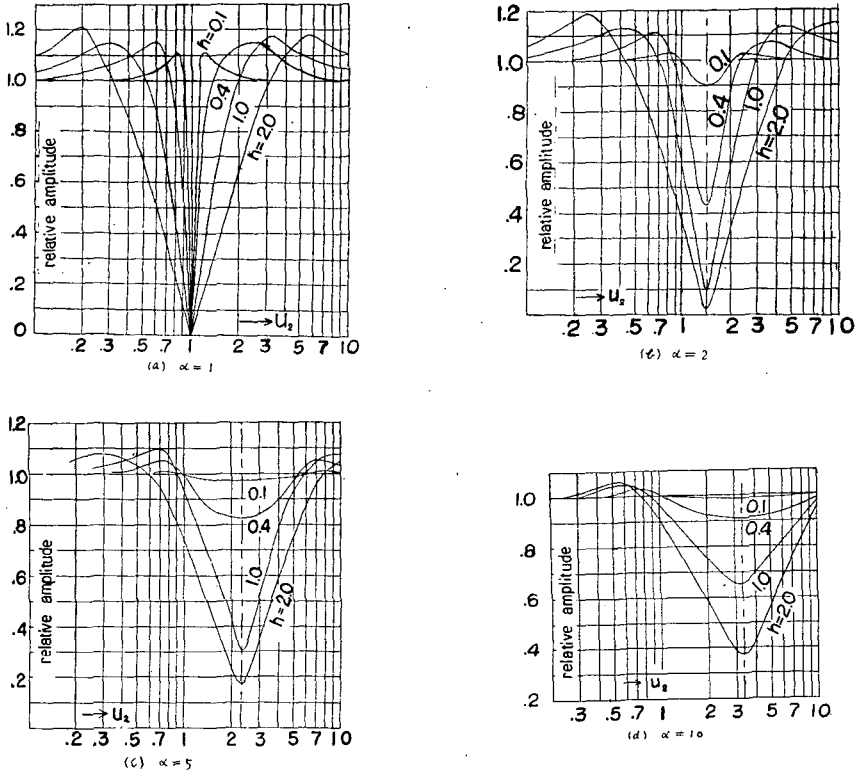 1.2
1.0
.8
.6
.4
.2
0
relative amplitude
h=0.1
0.4
1.0
h=2.0
→ U₂
.2 .3 .5 .7 1 2 3 5 7 10
(a) α = 1
1.2
1.0
.8
.6
.4
.2
relative amplitude
0.1
0.4
1.0
h=2.0
→ U₂
.2 .3 .5 .7 1 2 3 5 7 10
(b) α = 2
1.2
1.0
0.8
.6
.4
.2
relative amplitude
0.1
0.4
1.0
h=2.0
→ U₂
.2 .3 .5 .7 1 2 3 5 7 10
(c) α = 5
1.0
.8
.6
.4
.2
relative amplitude
0.1
0.4
1.0
h=2.0
→ U₂
.3 .5 .7 1 2 3 5 7 10
(d) α = 10